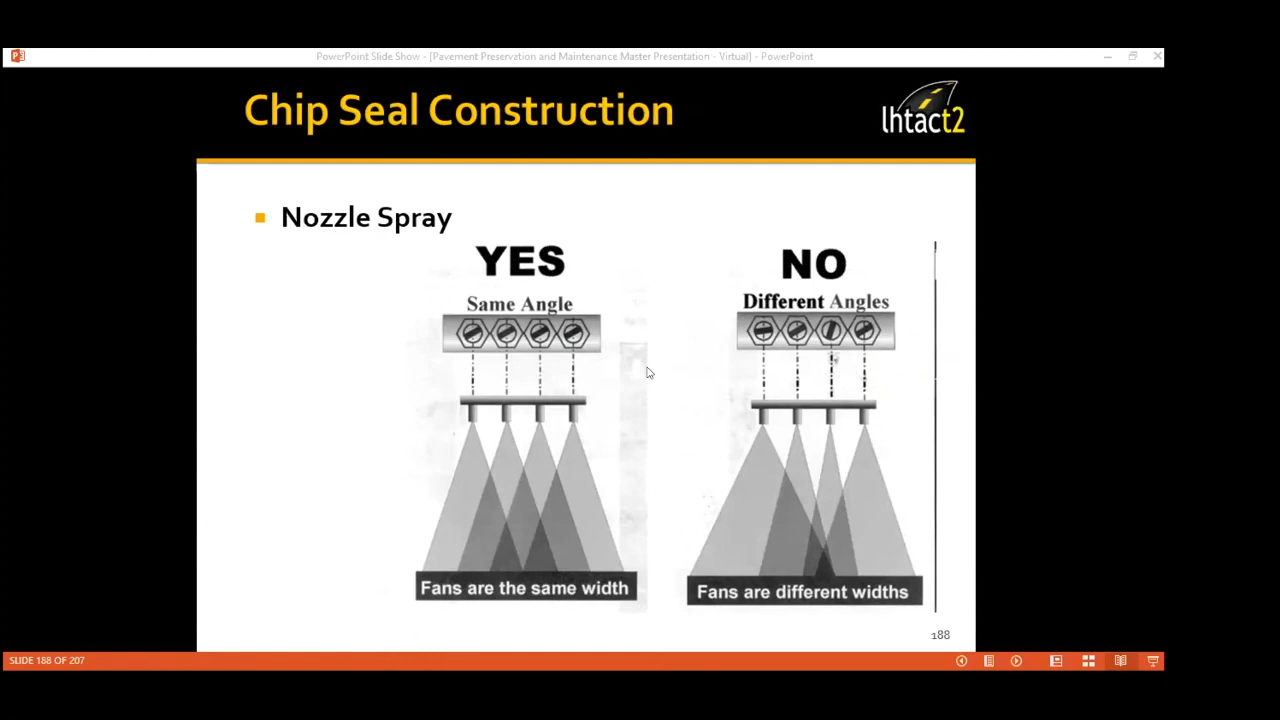 PowerPoint Slide Show - [Pavement Preservation and Maintenance Master Presentation - Virtual] - PowerPoint
Chip Seal Construction
lhtact2
Nozzle Spray
YES
Same Angle
Fans are the same width
NO
Different Angles
Fans are different widths
188
SLIDE 188 OF 207